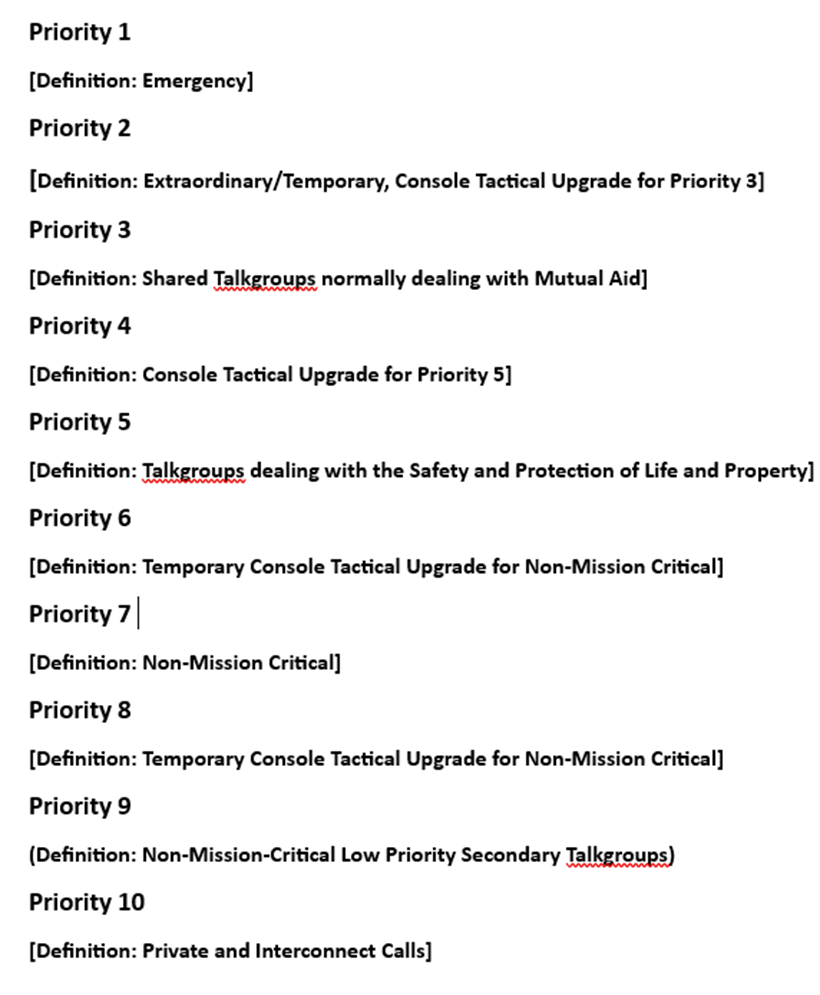 Priority 1
[Definition: Emergency]
Priority 2
[Definition: Extraordinary/Temporary, Console Tactical Upgrade for Priority 3]
Priority 3
[Definition: Shared Talkgroups normally dealing with Mutual Aid]
Priority 4
[Definition: Console Tactical Upgrade for Priority 5]
Priority 5
[Definition: Talkgroups dealing with the Safety and Protection of Life and Property]
Priority 6
[Definition: Temporary Console Tactical Upgrade for Non-Mission Critical]
Priority 7
[Definition: Non-Mission Critical]
Priority 8
[Definition: Temporary Console Tactical Upgrade for Non-Mission Critical]
Priority 9
(Definition: Non-Mission-Critical Low Priority Secondary Talkgroups)
Priority 10
[Definition: Private and Interconnect Calls]